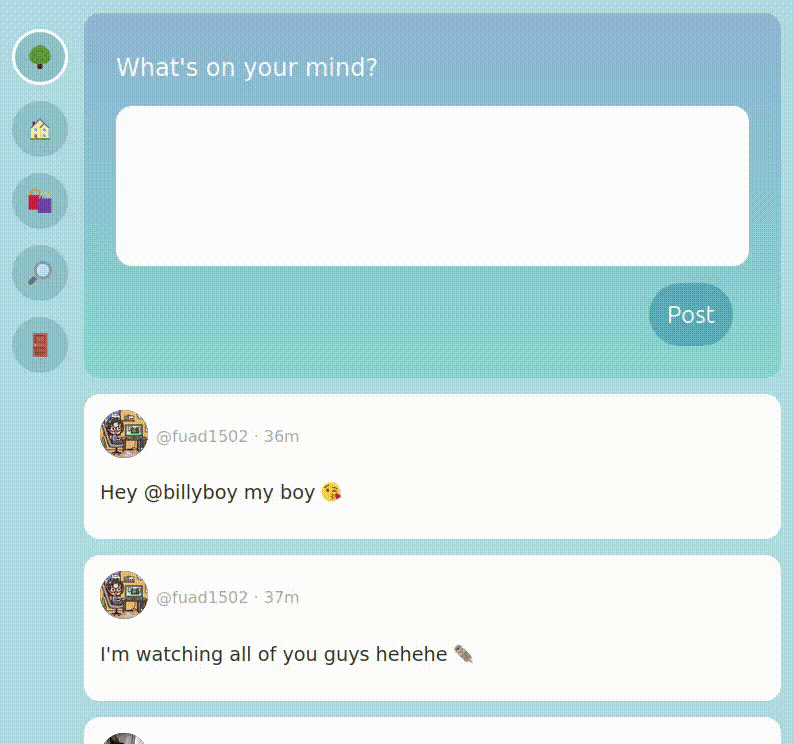 What's on your mind?
Post
@fuad1502 · 36m
Hey @billyboy my boy 😘
@fuad1502 · 37m
I'm watching all of you guys hehehe 🪶